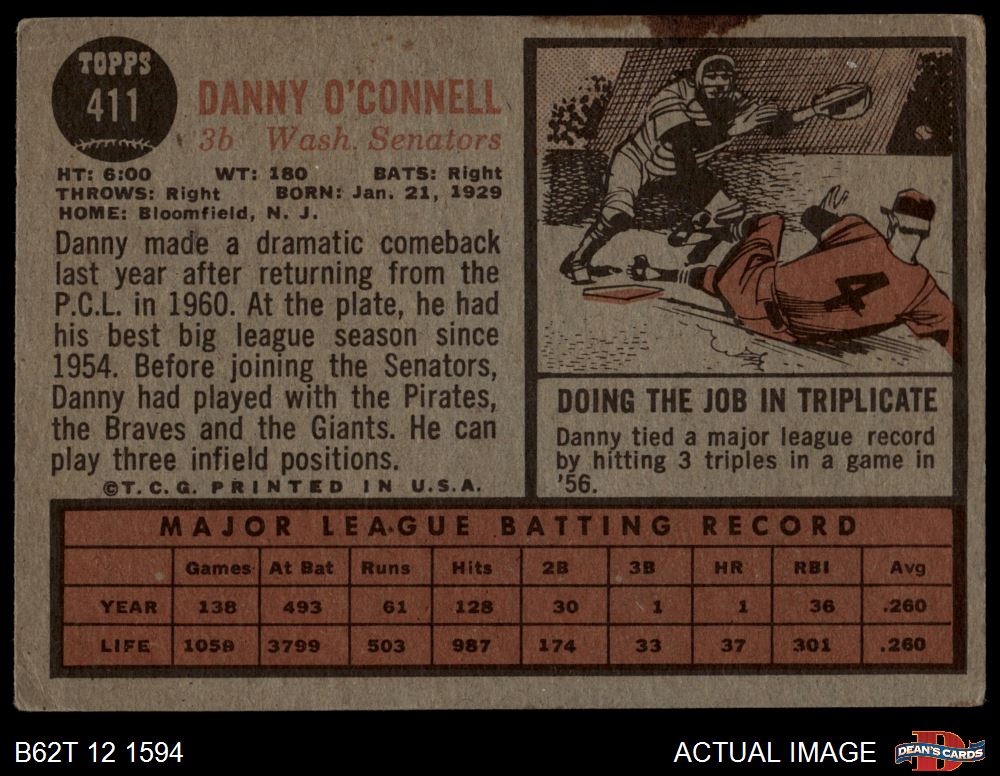 TOPPS
411
DANNY O'CONNELL
3b Wash. Senators
HT: 6:00 WT: 180 BATS: Right
THROWS: Right BORN: Jan. 21, 1929
HOME: Bloomfield, N. J.
Danny made a dramatic comeback
last year after returning from the
P.C.L. in 1960. At the plate, he had
his best big league season since
1954. Before joining the Senators,
Danny had played with the Pirates,
the Braves and the Giants. He can
play three infield positions.
©T.C.G. PRINTED IN U.S.A.
4
DOING THE JOB IN TRIPLICATE
Danny tied a major league record
by hitting 3 triples in a game in
'56.
MAJOR LEAGUE BATTING RECORD
Games At Bat Runs Hits 2B 3B HR RBI Avg
YEAR 138 493 61 128 30 1 1 36 .260
LIFE 1059 3799 503 987 174 33 37 301 .260
B62T 12 1594
ACTUAL IMAGE
D
DEAN'S CARDS